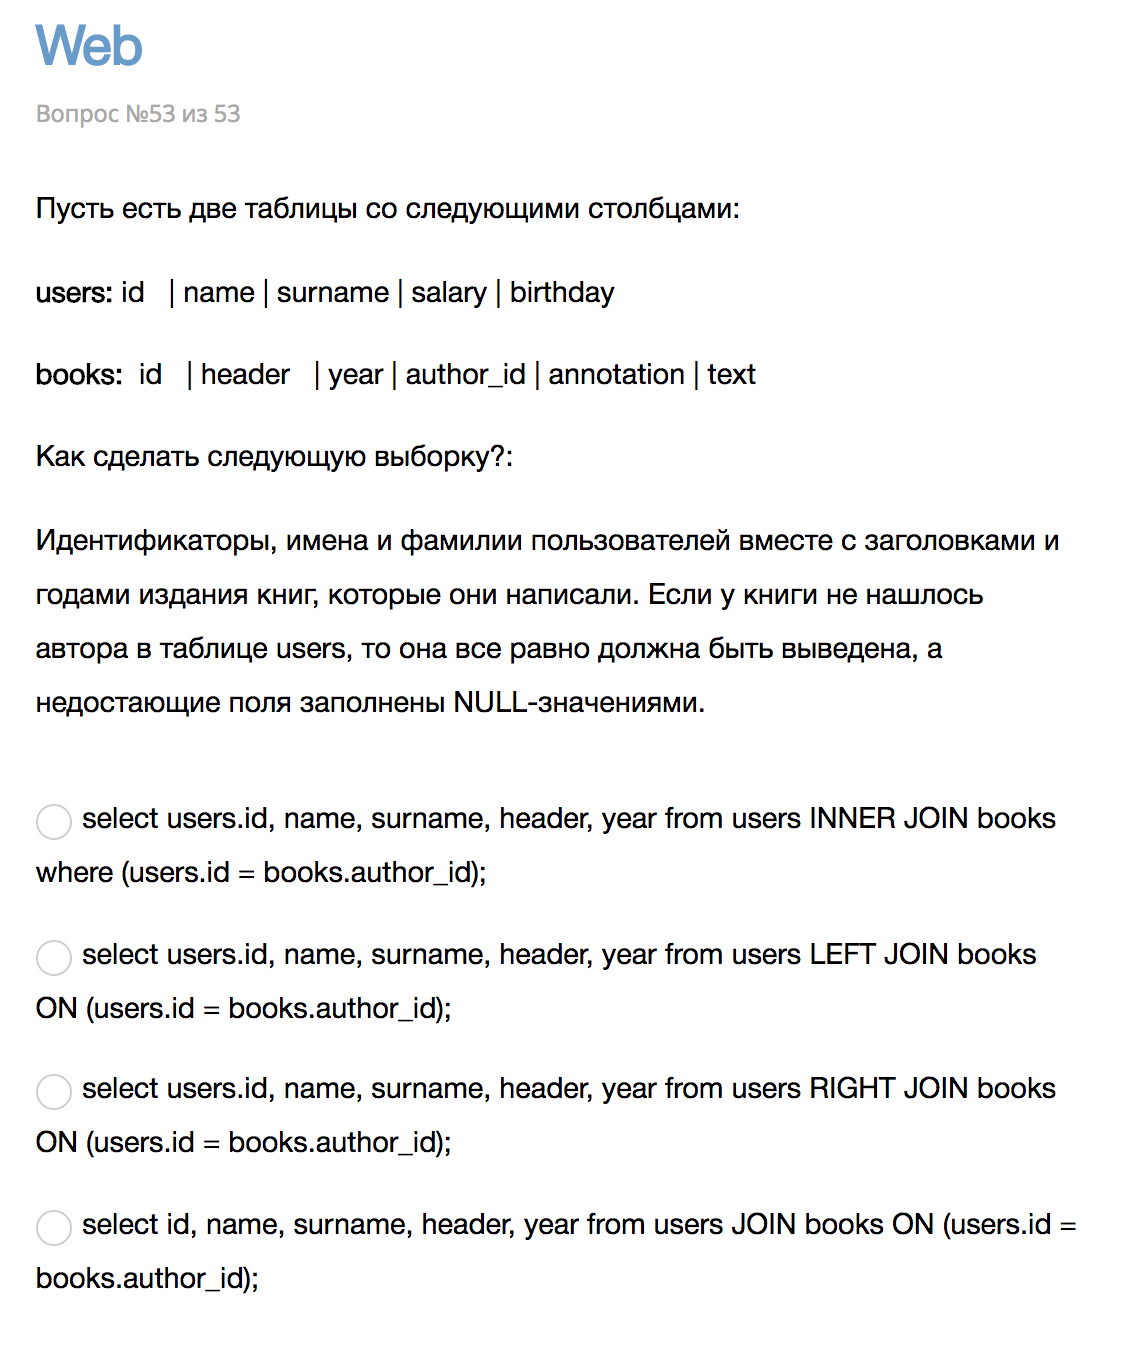 Web
Вопрос №53 из 53
Пусть есть две таблицы со следующими столбцами:
users: id | name | surname | salary | birthday
books: id | header | year | author_id | annotation | text
Как сделать следующую выборку?:
Идентификаторы, имена и фамилии пользователей вместе с заголовками и
годами издания книг, которые они написали. Если у книги не нашлось
автора в таблице users, то она все равно должна быть выведена, а
недостающие поля заполнены NULL-значениями.
select users.id, name, surname, header, year from users INNER JOIN books
where (users.id = books.author_id);
select users.id, name, surname, header, year from users LEFT JOIN books
ON (users.id = books.author_id);
select users.id, name, surname, header, year from users RIGHT JOIN books
ON (users.id = books.author_id);
select id, name, surname, header, year from users JOIN books ON (users.id =
books.author_id);